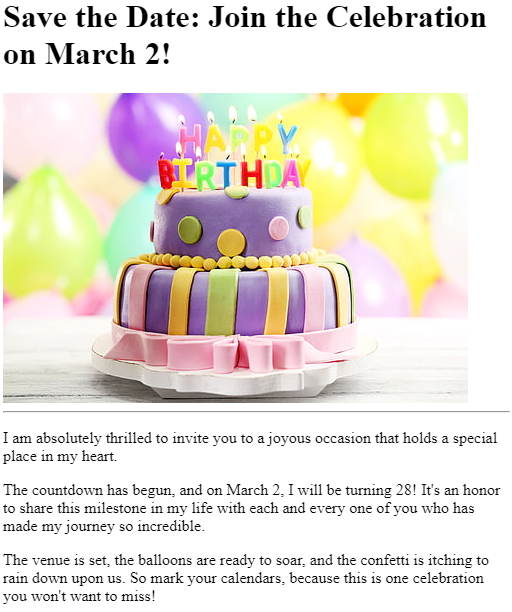 Save the Date: Join the Celebration
on March 2!
HAPPY
BIRTHDAY
I am absolutely thrilled to invite you to a joyous occasion that holds a special
place in my heart.
The countdown has begun, and on March 2, I will be turning 28! It's an honor
to share this milestone in my life with each and every one of you who has
made my journey so incredible.
The venue is set, the balloons are ready to soar, and the confetti is itching to
rain down upon us. So mark your calendars, because this is one celebration
you won't want to miss!